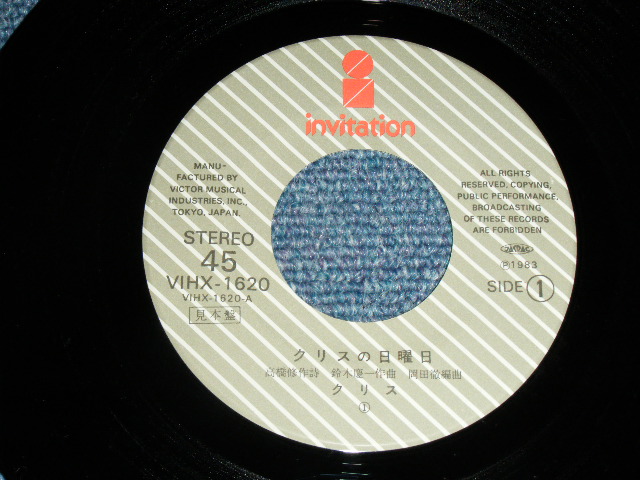 invitation
MANU-
FACTURED BY
VICTOR MUSICAL
INDUSTRIES, INC.,
TOKYO, JAPAN.
STEREO
45
VIHX-1620
VIHX-1620-A
見本盤
ALL RIGHTS
RESERVED. COPYING,
PUBLIC PERFORMANCE,
BROADCASTING
OF THESE RECORDS
ARE FORBIDDEN
Ⓟ1983
SIDE 1
クリスの日曜日
高橋修作詩 鈴木慶一作曲 岡田徹編曲
クリス
①